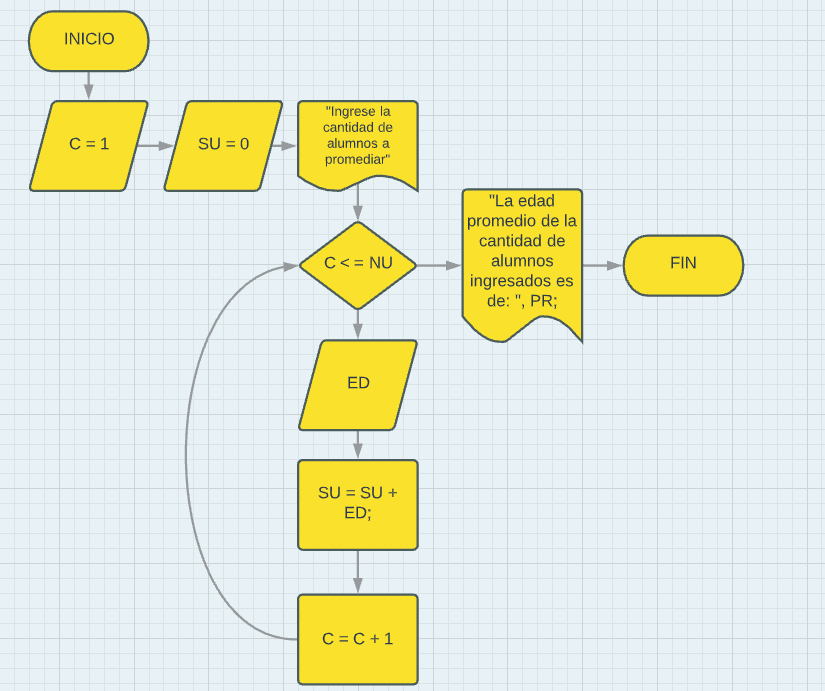 INICIO
C = 1
SU = 0
"Ingrese la
cantidad de
alumnos a
promediar"
C < = NU
"La edad
promedio de la
cantidad de
alumnos
ingresados es
de: ", PR;
FIN
ED
SU = SU +
ED;
C = C + 1